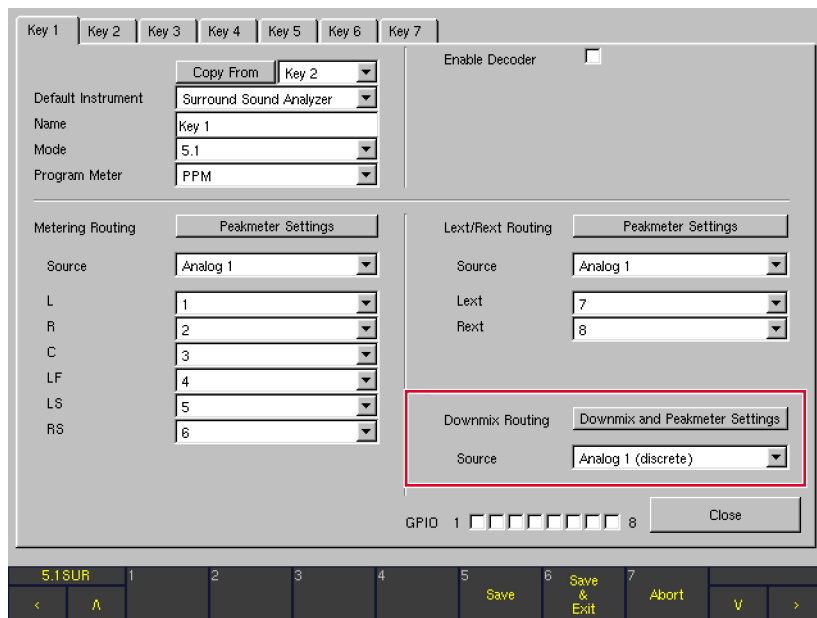 Key 1 Key 2 Key 3 Key 4 Key 5 Key 6 Key 7
Copy From Key 2
Default Instrument Surround Sound Analyzer
Name Key 1
Mode 5.1
Program Meter PPM
Enable Decoder
Metering Routing Peakmeter Settings
Source Analog 1
L 1
R 2
C 3
LF 4
LS 5
RS 6
Lext/Rext Routing Peakmeter Settings
Source Analog 1
Lext 7
Rext 8
Downmix Routing Downmix and Peakmeter Settings
Source Analog 1 (discrete)
GPIO 1 8
Close
5.1SUR 1 2 3 4 5 Save 6 Save & Exit 7 Abort
< Λ V >